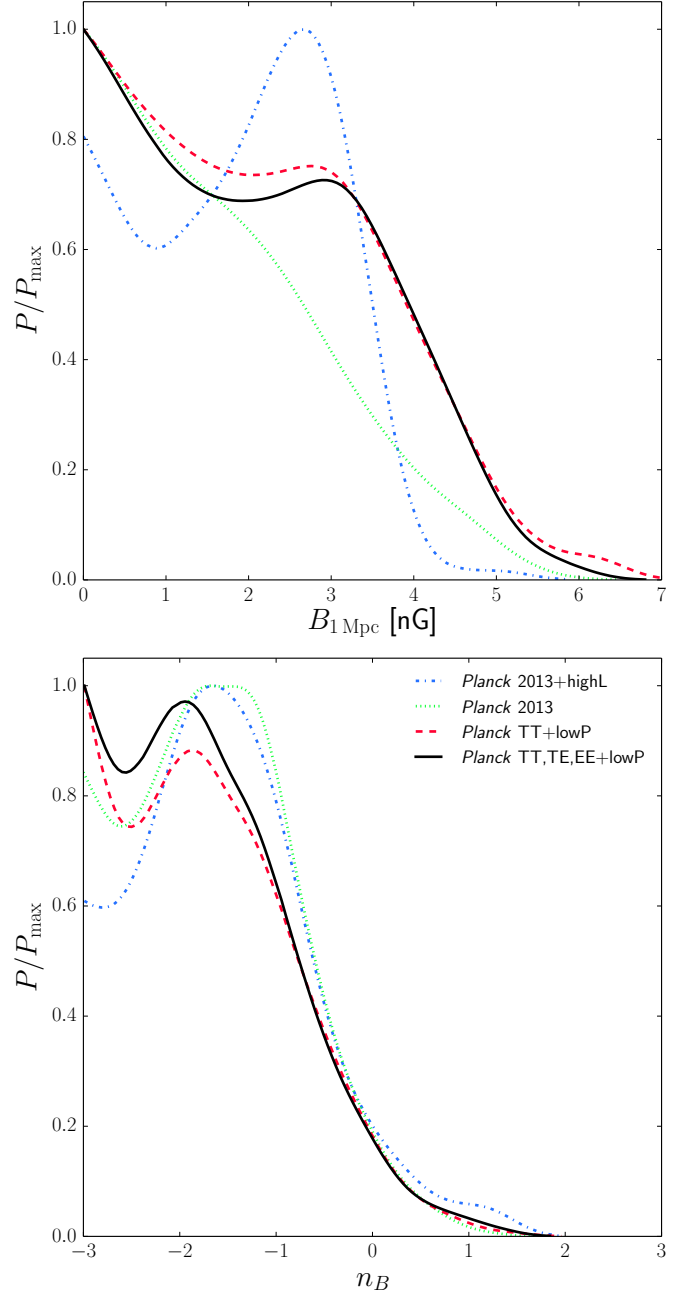 1.0
0.8
0.6
0.4
0.2
0.0
P/P_max
0 1 2 3 4 5 6 7
B_1 Mpc [nG]
1.0
0.8
0.6
0.4
0.2
0.0
P/P_max
Planck 2013+highL
Planck 2013
Planck TT+lowP
Planck TT,TE,EE+lowP
−3 −2 −1 0 1 2 3
n_B